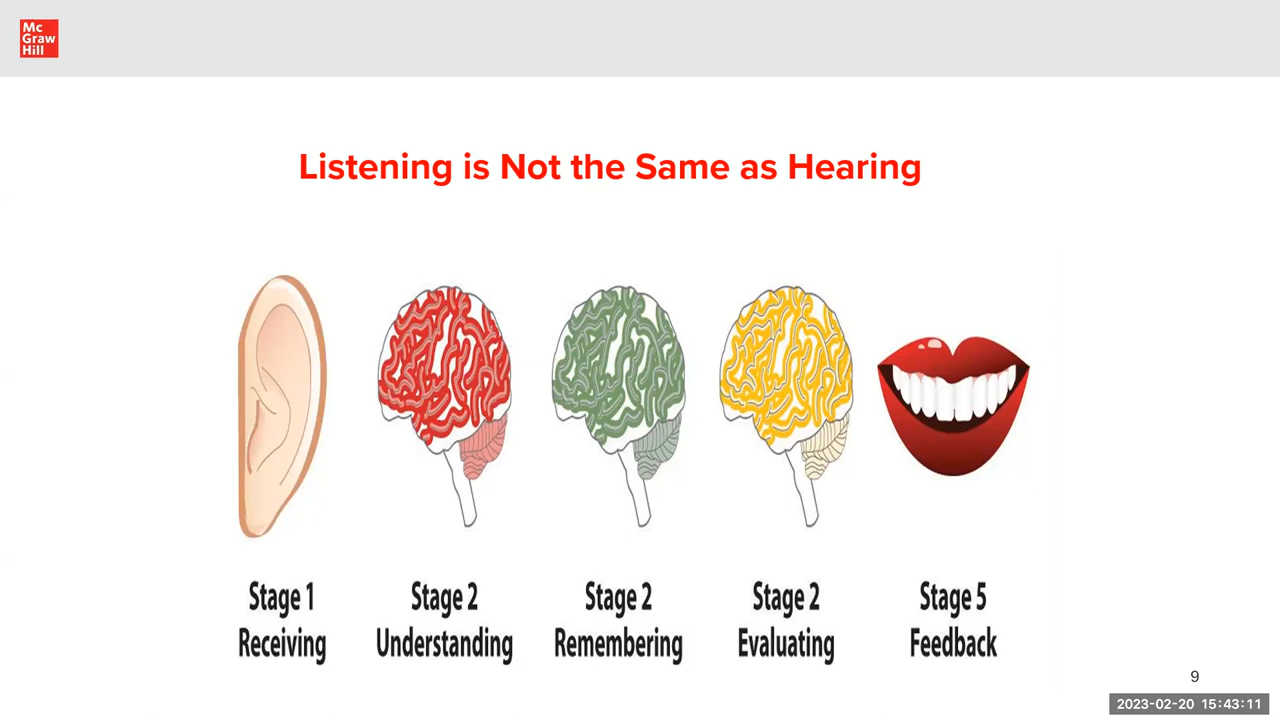 Mc
Graw
Hill
Listening is Not the Same as Hearing
Stage 1
Receiving
Stage 2
Understanding
Stage 2
Remembering
Stage 2
Evaluating
Stage 5
Feedback
9
2023-02-20 15:43:11